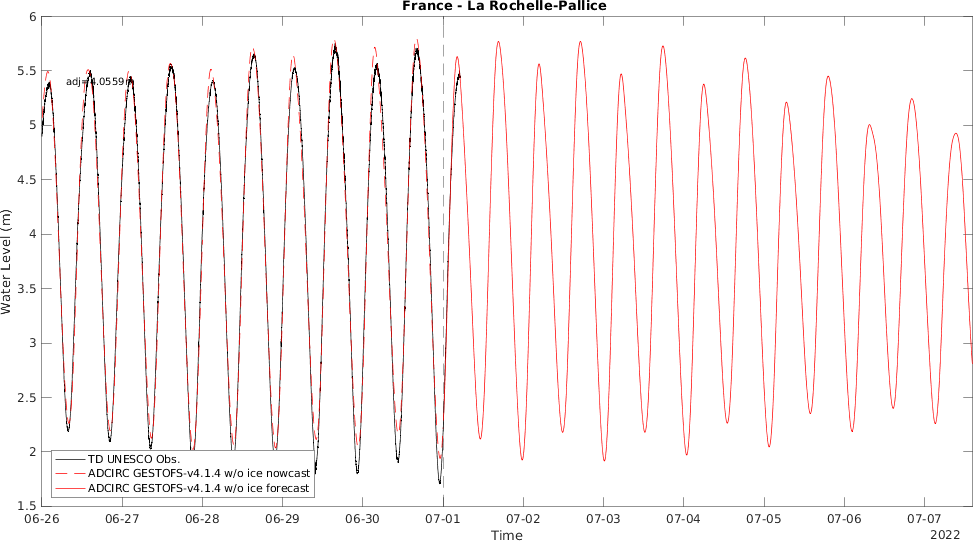 France - La Rochelle-Pallice
6
5.5
5
4.5
4
3.5
3
2.5
2
1.5
Water Level (m)
adj=4.0559m
TD UNESCO Obs.
ADCIRC GESTOFS-v4.1.4 w/o ice nowcast
ADCIRC GESTOFS-v4.1.4 w/o ice forecast
06-26 06-27 06-28 06-29 06-30 07-01 07-02 07-03 07-04 07-05 07-06 07-07
Time
2022